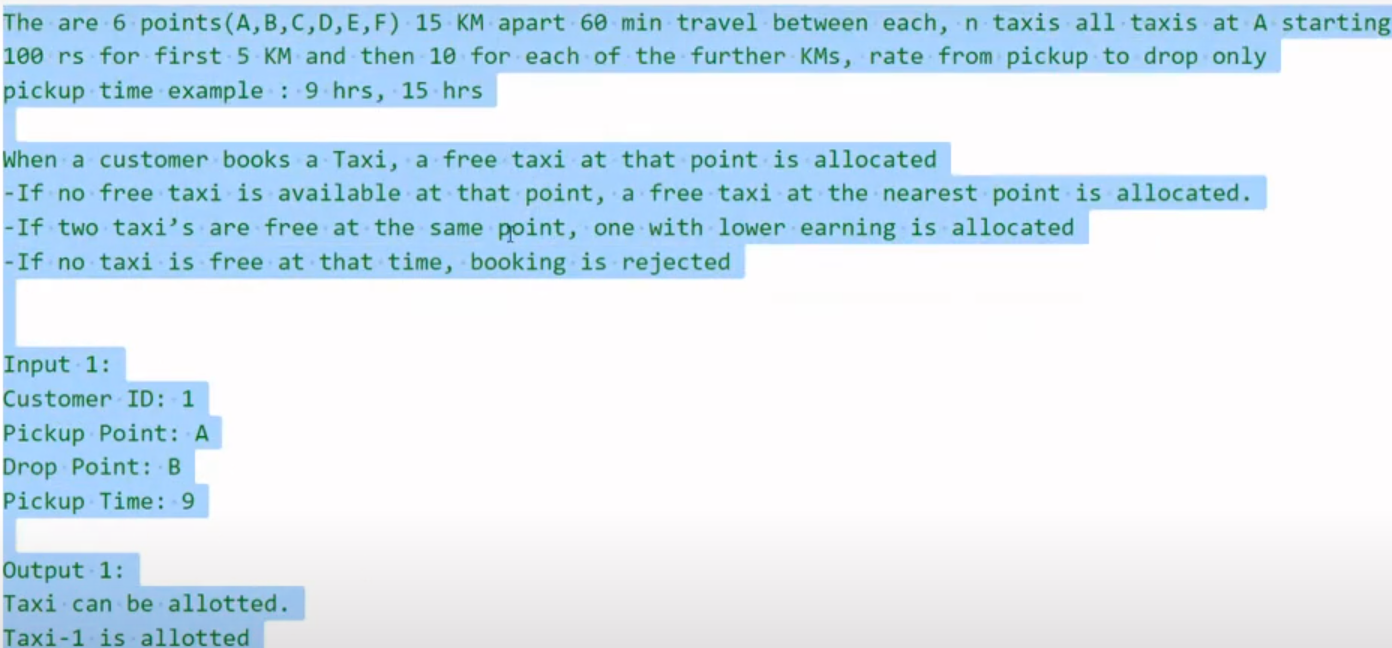 The are 6 points(A,B,C,D,E,F) 15 KM apart 60 min travel between each, n taxis all taxis at A starting
100 rs for first 5 KM and then 10 for each of the further KMs, rate from pickup to drop only
pickup time example : 9 hrs, 15 hrs
When a customer books a Taxi, a free taxi at that point is allocated
-If no free taxi is available at that point, a free taxi at the nearest point is allocated.
-If two taxi’s are free at the same point, one with lower earning is allocated
-If no taxi is free at that time, booking is rejected
Input 1:
Customer ID: 1
Pickup Point: A
Drop Point: B
Pickup Time: 9
Output 1:
Taxi can be allotted.
Taxi-1 is allotted